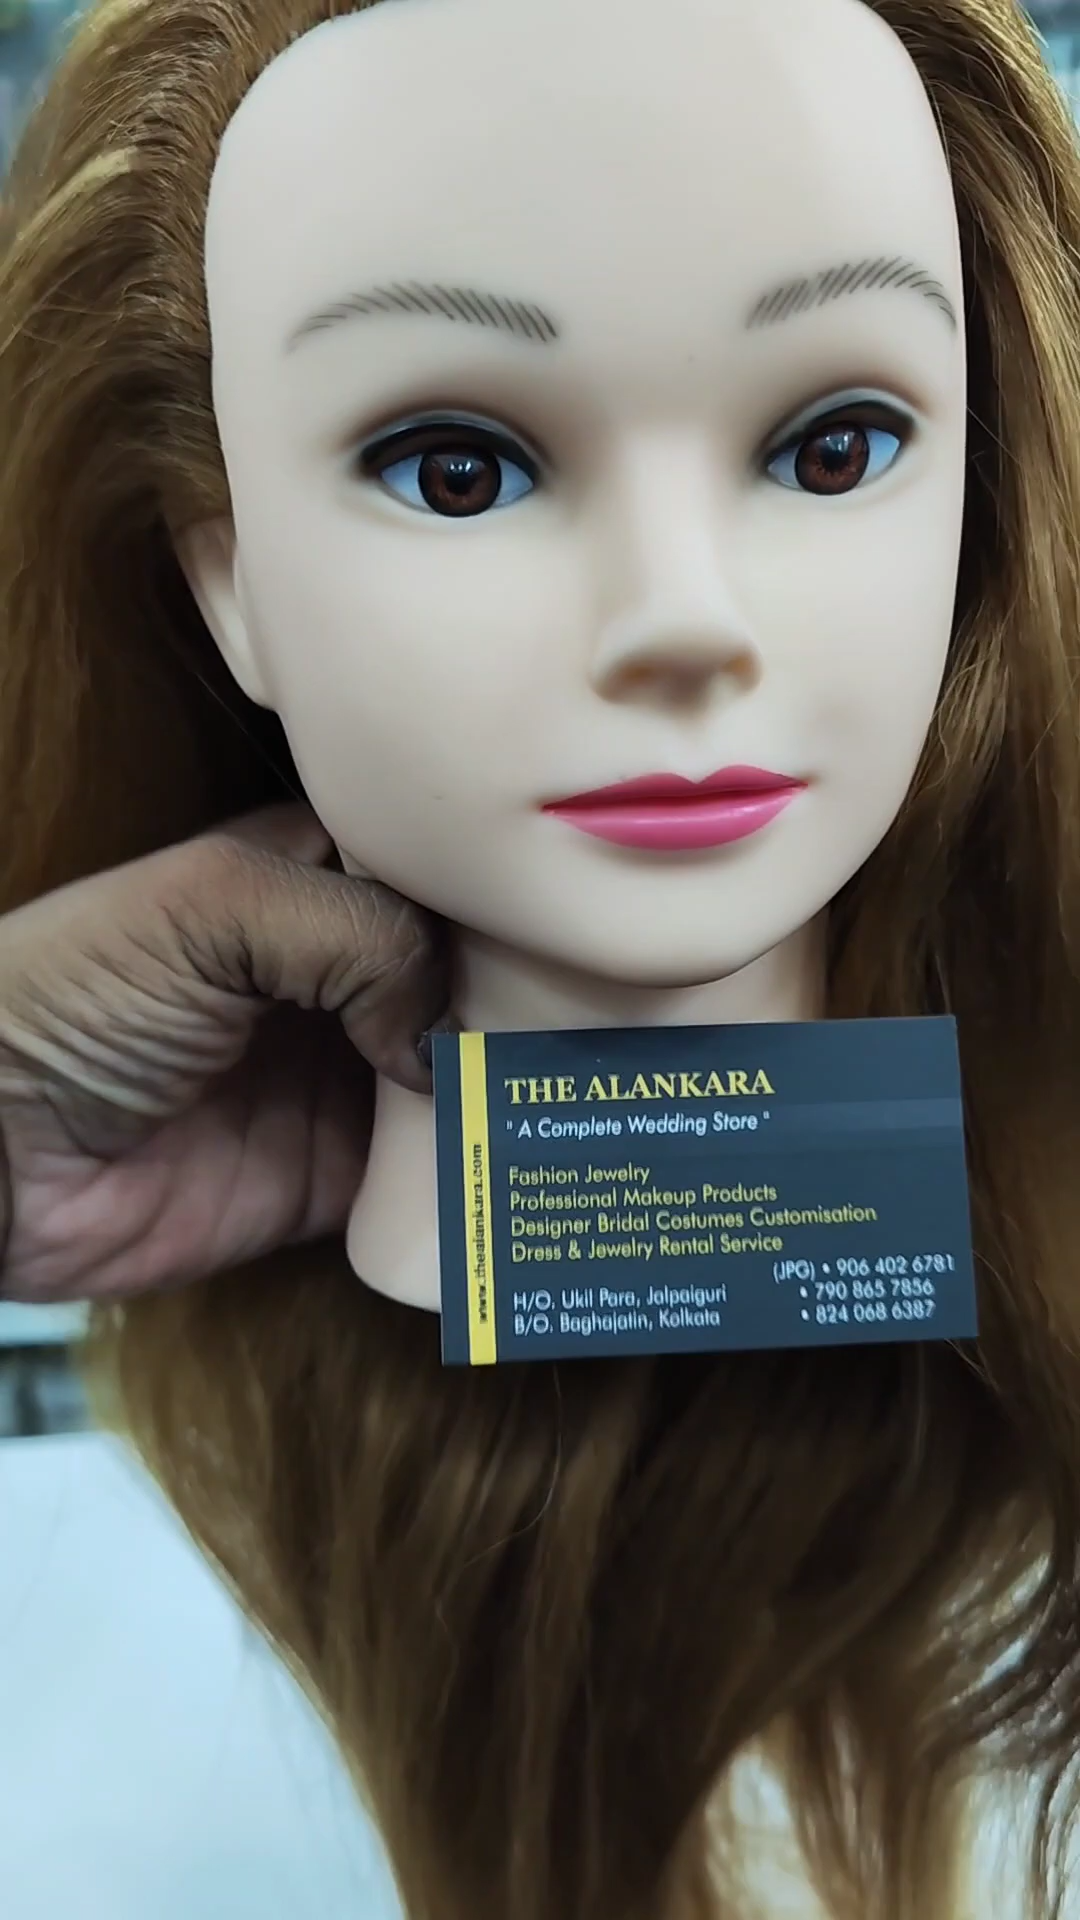 THE ALANKARA
" A Complete Wedding Store "
Fashion Jewelry
Professional Makeup Products
Designer Bridal Costumes Customisation
Dress & Jewelry Rental Service
H/O. Ukil Para, Jalpaiguri
B/O. Baghajatin, Kolkata
(JPG) • 906 402 6781
• 790 865 7856
• 824 068 6387
www.thealankara.com